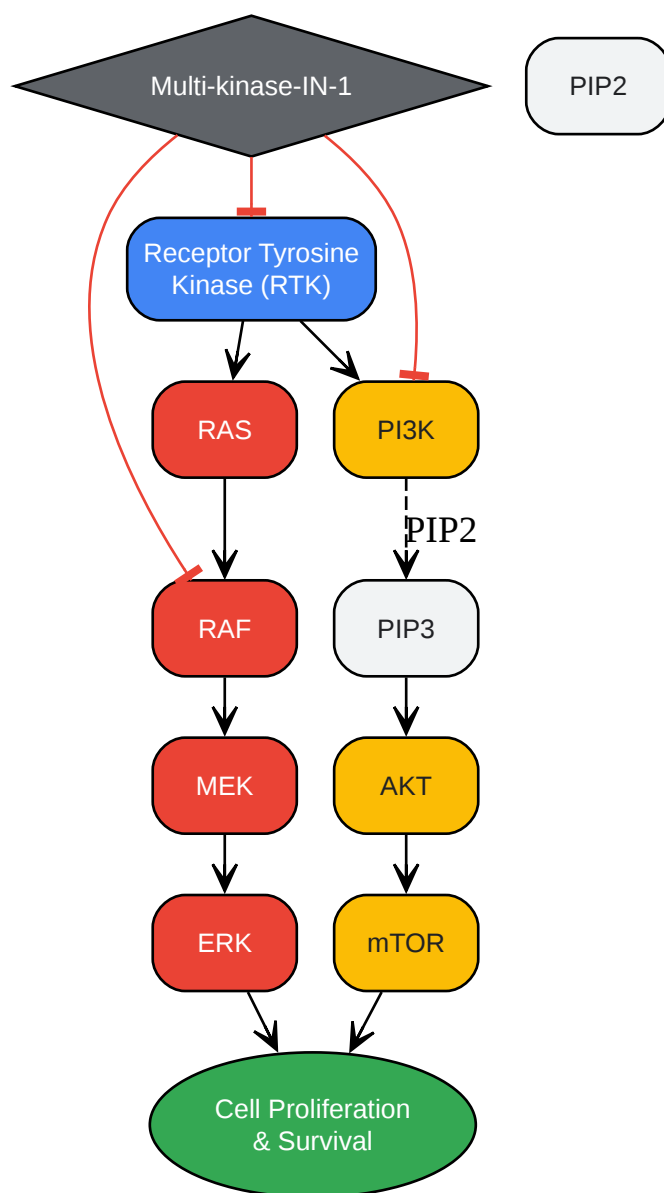 Multi-kinase-IN-1
PIP2
Receptor Tyrosine
Kinase (RTK)
RAS
PI3K
PIP2
RAF
PIP3
MEK
AKT
ERK
mTOR
Cell Proliferation
& Survival